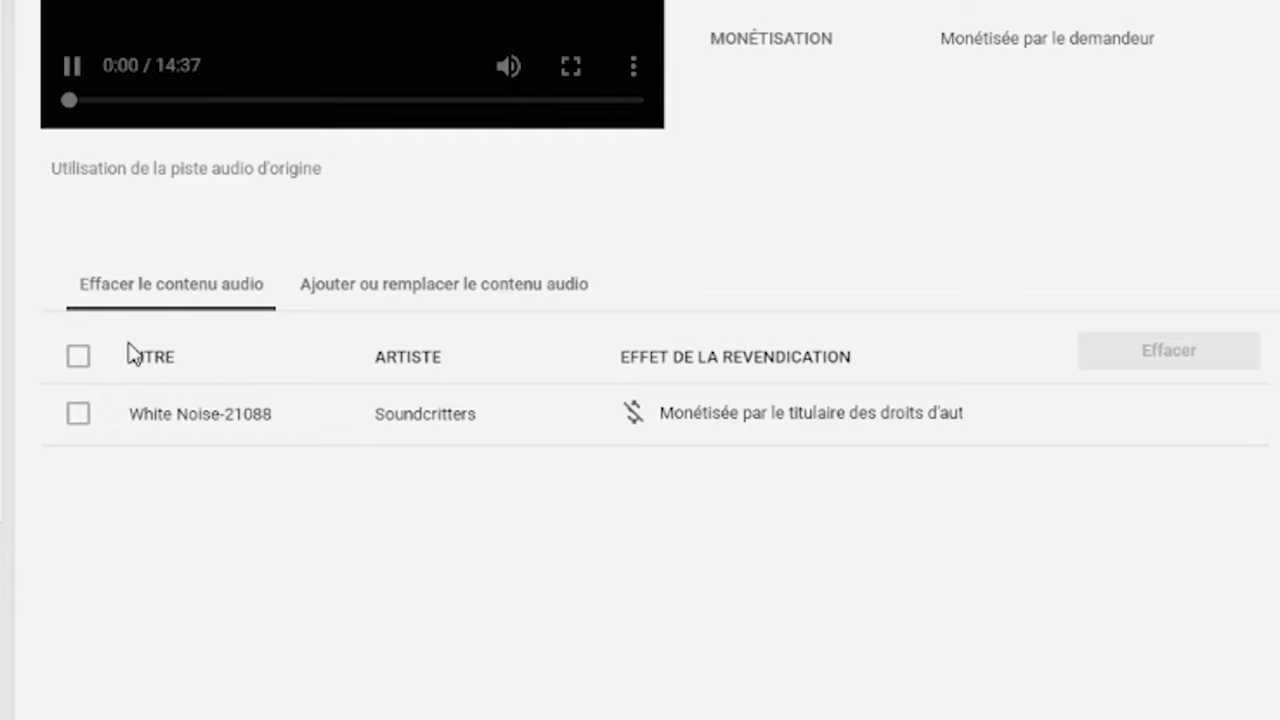 MONÉTISATION Monétisée par le demandeur
0:00 / 14:37
Utilisation de la piste audio d'origine
Effacer le contenu audio Ajouter ou remplacer le contenu audio
ARTISTE EFFET DE LA REVENDICATION Effacer
White Noise-21088 Soundcritters Monétisée par le titulaire des droits d'aut